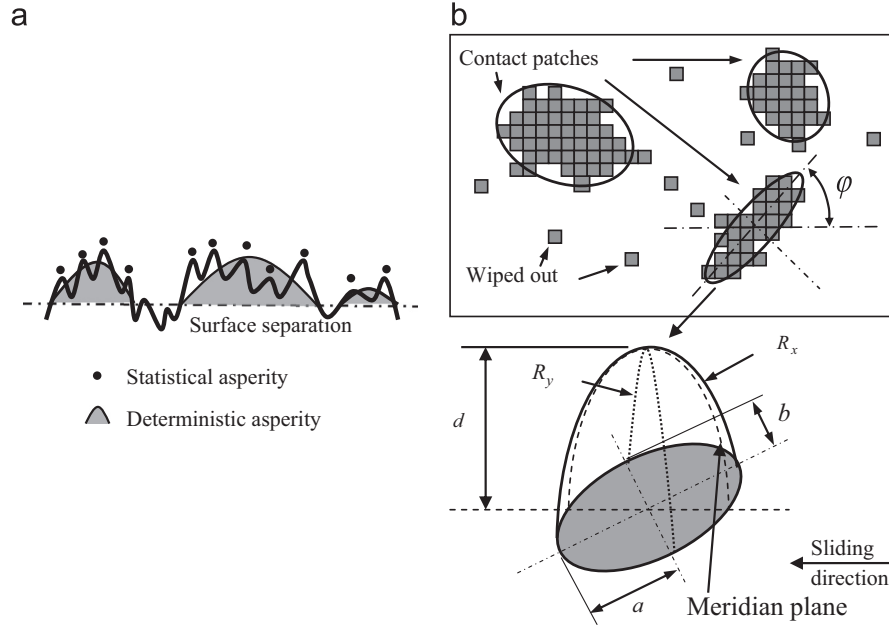 a
Surface separation
Statistical asperity
Deterministic asperity
b
Contact patches
φ
Wiped out
R_x
R_y
d
b
Sliding
direction
a
Meridian plane